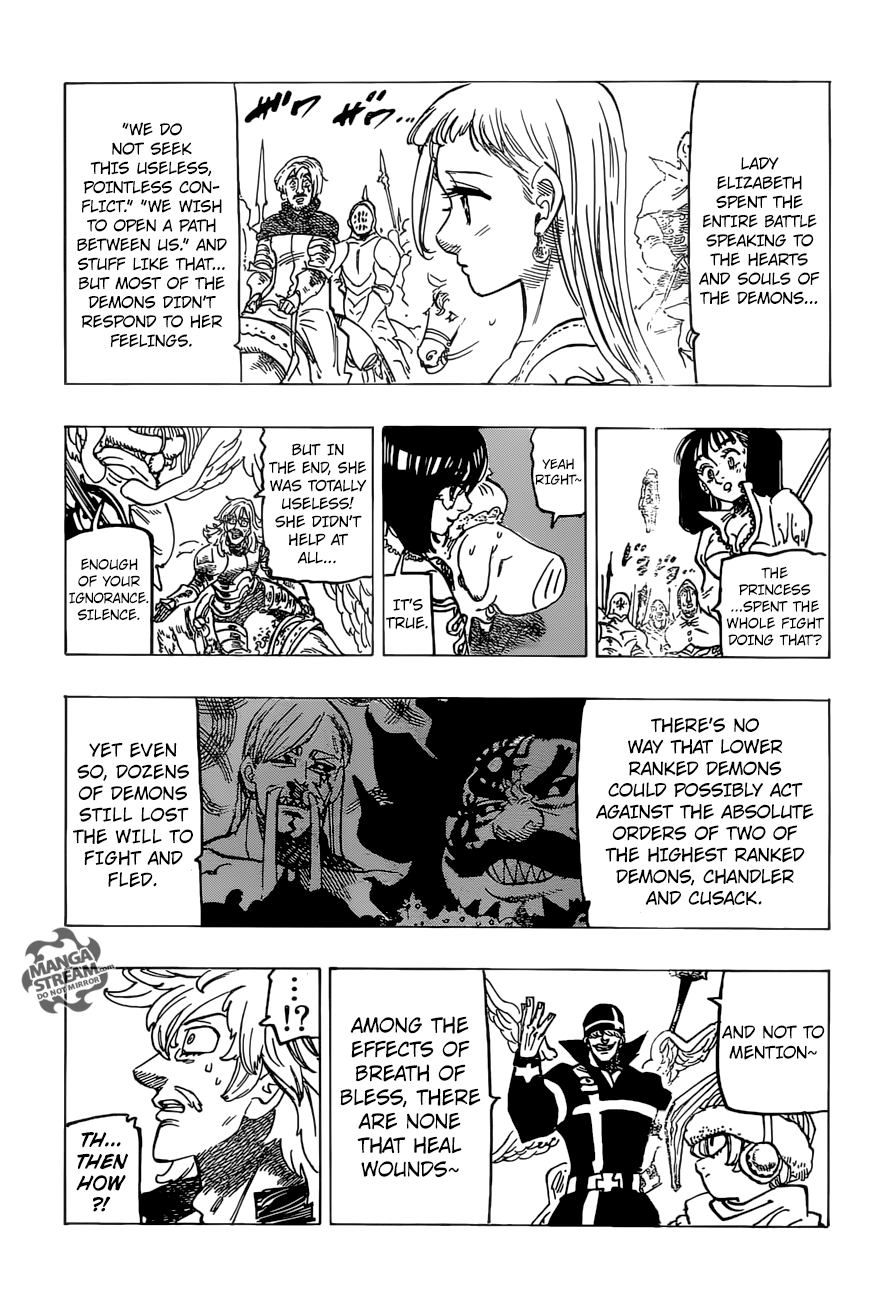 LADY
ELIZABETH
SPENT THE
ENTIRE BATTLE
SPEAKING TO
THE HEARTS
AND SOULS OF
THE DEMONS...
ギワ ギワ...
"WE DO
NOT SEEK
THIS USELESS,
POINTLESS CON-
FLICT." "WE WISH
TO OPEN A PATH
BETWEEN US." AND
STUFF LIKE THAT...
BUT MOST OF THE
DEMONS DIDN'T
RESPOND TO HER
FEELINGS.
THE
PRINCESS
...SPENT THE
WHOLE FIGHT
DOING THAT?
YEAH
RIGHT~
IT'S
TRUE.
BUT IN
THE END, SHE
WAS TOTALLY
USELESS!
SHE DIDN'T
HELP AT
ALL...
ENOUGH
OF YOUR
IGNORANCE.
SILENCE.
THERE'S NO
WAY THAT LOWER
RANKED DEMONS
COULD POSSIBLY ACT
AGAINST THE ABSOLUTE
ORDERS OF TWO OF
THE HIGHEST RANKED
DEMONS, CHANDLER
AND CUSACK.
YET EVEN
SO, DOZENS
OF DEMONS
STILL LOST
THE WILL TO
FIGHT AND
FLED.
AND NOT TO
MENTION~
AMONG THE
EFFECTS OF
BREATH OF
BLESS, THERE
ARE NONE
THAT HEAL
WOUNDS~
...
!?
TH...
THEN
HOW
?!
MANGA
STREAM.com
DO NOT MIRROR